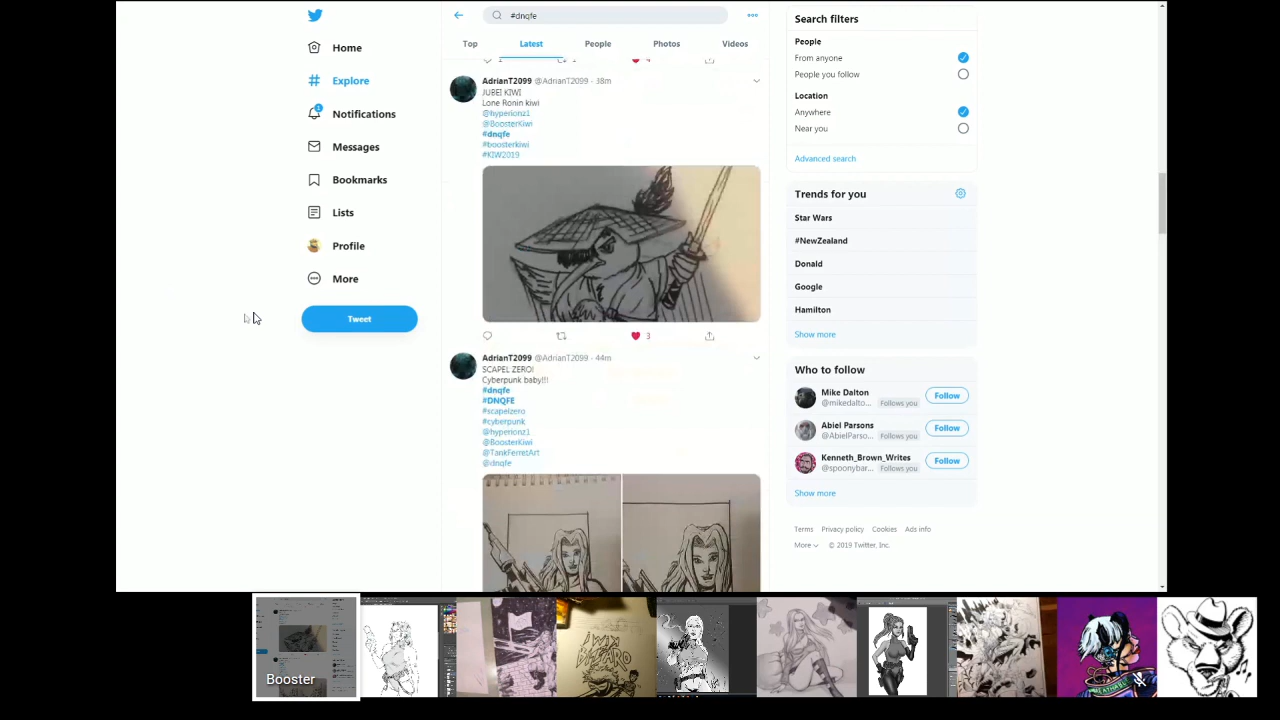 Home
Explore
1
Notifications
Messages
Bookmarks
Lists
Profile
More
Tweet
#dnqfe
Top
Latest
People
Photos
Videos
AdrianT2099 @AdrianT2099 · 38m
JUBEI KIWI
Lone Ronin kiwi
@hyperionz1
@BoosterKiwi
#dnqfe
#boosterkiwi
#KIW2019
3
AdrianT2099 @AdrianT2099 · 44m
SCAPEL ZERO!
Cyberpunk baby!!!
#dnqfe
#DNQFE
#scapelzero
#cyberpunk
@hyperionz1
@BoosterKiwi
@TankFerretArt
@dnqfe
Search filters
People
From anyone
People you follow
Location
Anywhere
Near you
Advanced search
Trends for you
Star Wars
#NewZealand
Donald
Google
Hamilton
Show more
Who to follow
Mike Dalton
@mikedalto... Follows you
Follow
Abiel Parsons
@AbielParso... Follows you
Follow
Kenneth_Brown_Writes
@spoonybar... Follows you
Follow
Show more
Terms Privacy policy Cookies Ads info
More © 2019 Twitter, Inc.
Booster